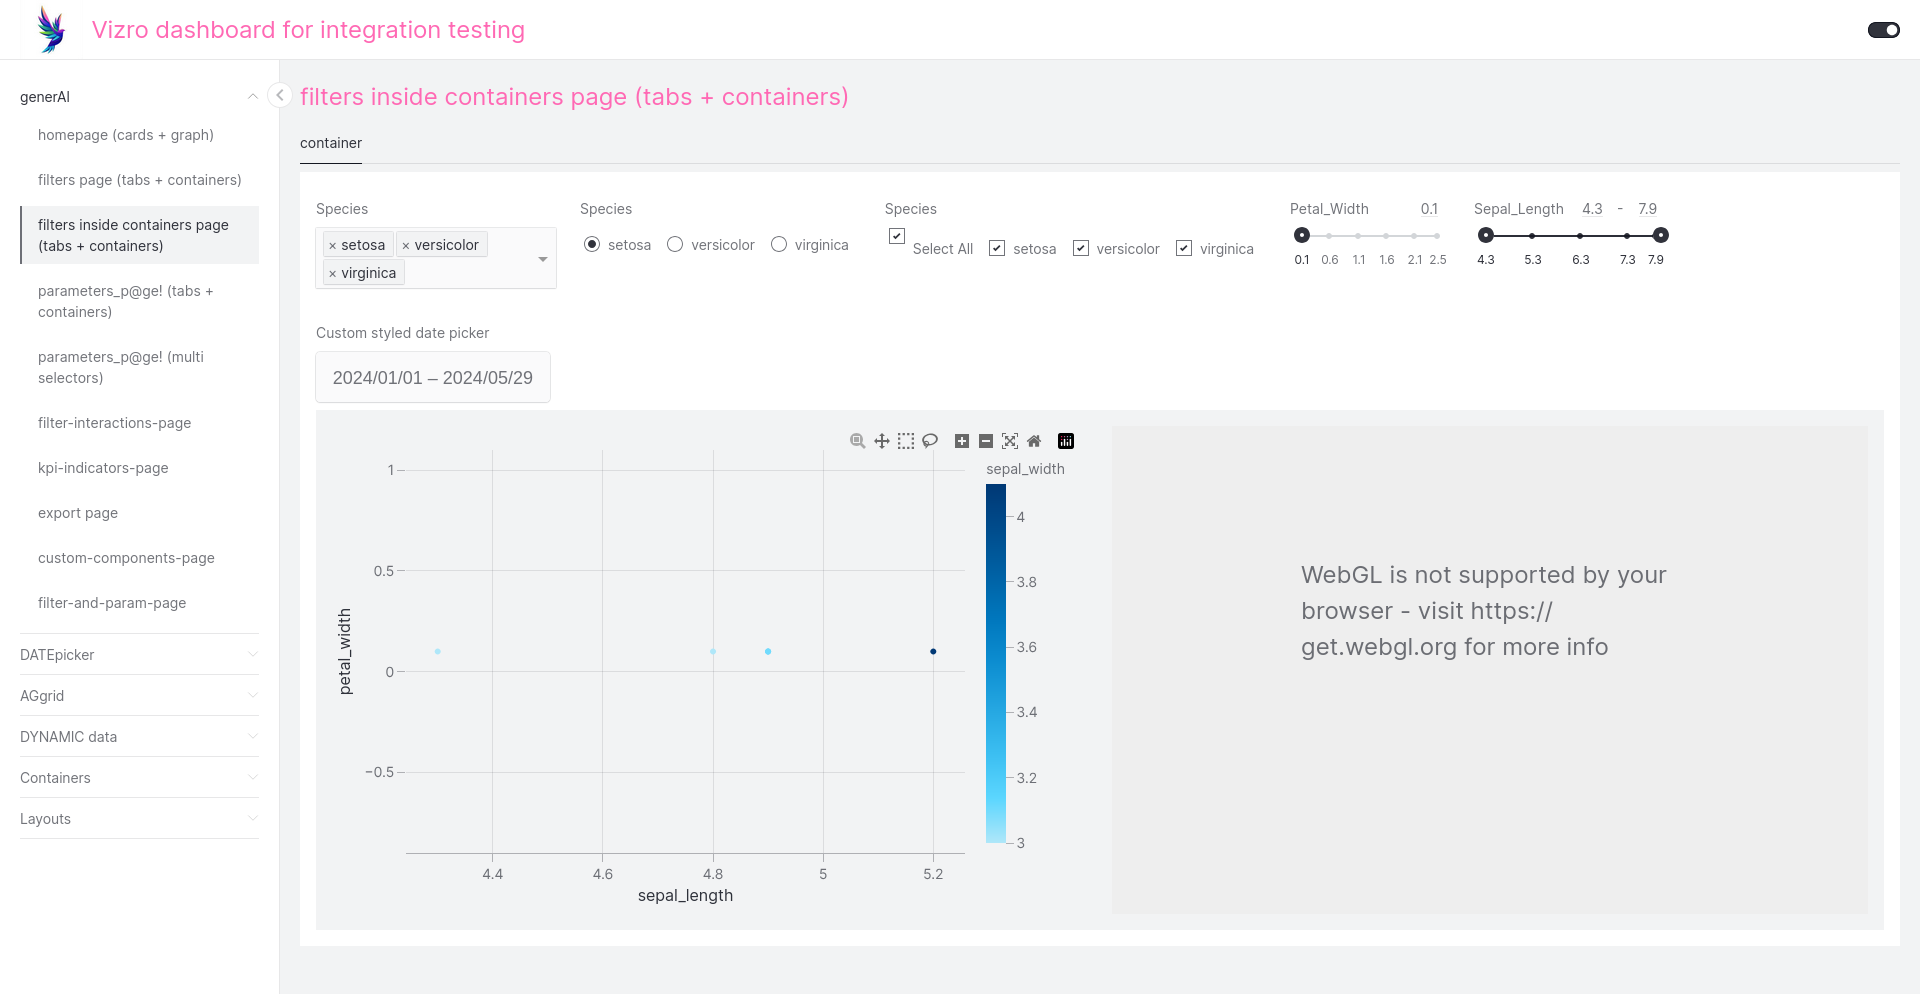 Vizro dashboard for integration testing
generAI
homepage (cards + graph)
filters page (tabs + containers)
filters inside containers page
(tabs + containers)
parameters_p@ge! (tabs +
containers)
parameters_p@ge! (multi
selectors)
filter-interactions-page
kpi-indicators-page
export page
custom-components-page
filter-and-param-page
DATEpicker
AGgrid
DYNAMIC data
Containers
Layouts
filters inside containers page (tabs + containers)
container
Species
× setosa × versicolor
× virginica
Species
setosa versicolor virginica
Species
Select All setosa versicolor virginica
Petal_Width 0.1
0.1 0.6 1.1 1.6 2.1 2.5
Sepal_Length 4.3 - 7.9
4.3 5.3 6.3 7.3 7.9
Custom styled date picker
2024/01/01 – 2024/05/29
1
0.5
0
−0.5
petal_width
4.4 4.6 4.8 5 5.2
sepal_length
sepal_width
4
3.8
3.6
3.4
3.2
3
WebGL is not supported by your
browser - visit https://
get.webgl.org for more info